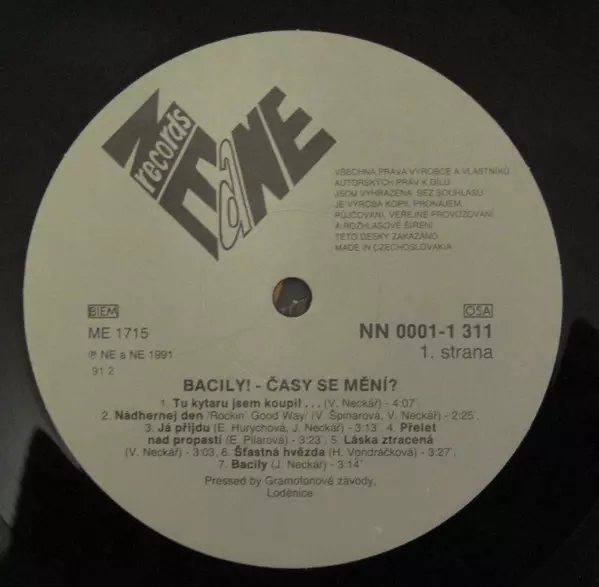 NE records
NE a NE
VŠECHNA PRÁVA VÝROBCE A VLASTNÍKŮ
AUTORSKÝCH PRÁV K DÍLU
JSOU VYHRAZENA. BEZ SOUHLASU
JE VÝROBA KOPIÍ, PRONÁJEM,
PŮJČOVÁNÍ, VEŘEJNÉ PROVOZOVÁNÍ
A ROZHLASOVÉ ŠÍŘENÍ
TÉTO DESKY ZAKÁZÁNO.
MADE IN CZECHOSLOVAKIA
BIEM
OSA
ME 1715
NN 0001-1 311
℗ NE a NE 1991
1. strana
91 2
BACILY! - ČASY SE MĚNÍ?
1. Tu kytaru jsem koupil . . . (V. Neckář) - 4:07',
2. Nádhernej den /Rockin' Good Way/ (V. Špinarová, V. Neckář) - 2:25',
3. Já přijdu (E. Hurychová, J. Neckář) - 3:13' 4. Přelet
nad propastí (E. Pilarová) - 3:23' 5. Láska ztracená
(V. Neckář) - 3:03, 6. Šťastná hvězda (H. Vondráčková) - 3:27',
7. Bacily (J. Neckář) - 3:14'
Pressed by Gramofonové závody,
Loděnice